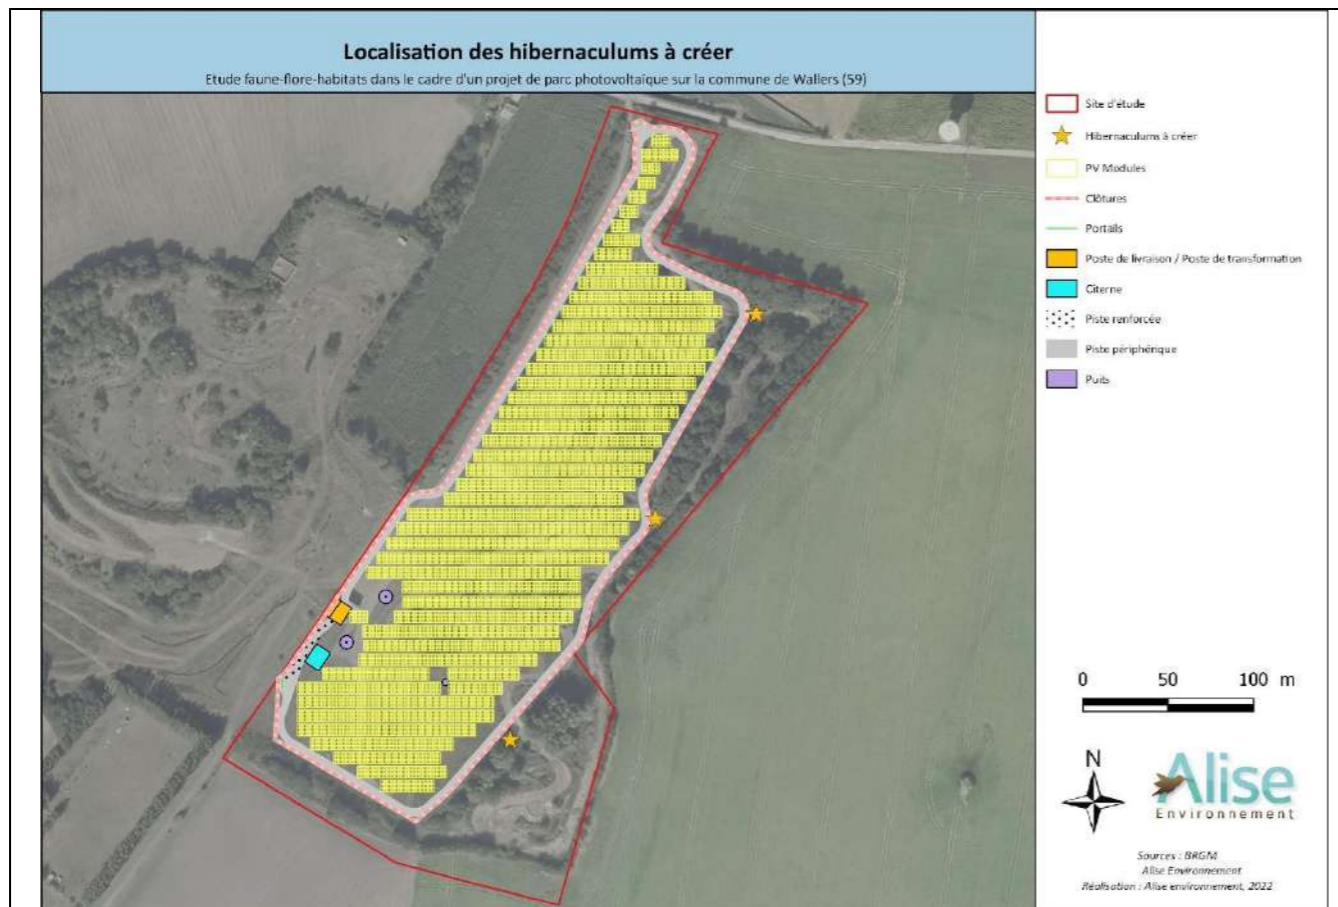 Localisation des hibernaculums à créer
Etude faune-flore-habitats dans le cadre d'un projet de parc photovoltaïque sur la commune de Wallers (59)
Site d'étude
Hibernaculums à créer
PV Modules
Clôtures
Portails
Poste de livraison / Poste de transformation
Citerne
Piste renforcée
Piste périphérique
Puits
0 50 100 m
N
Alise
Environnement
Sources : BRGM
Alise Environnement
Réalisation : Alise environnement, 2022